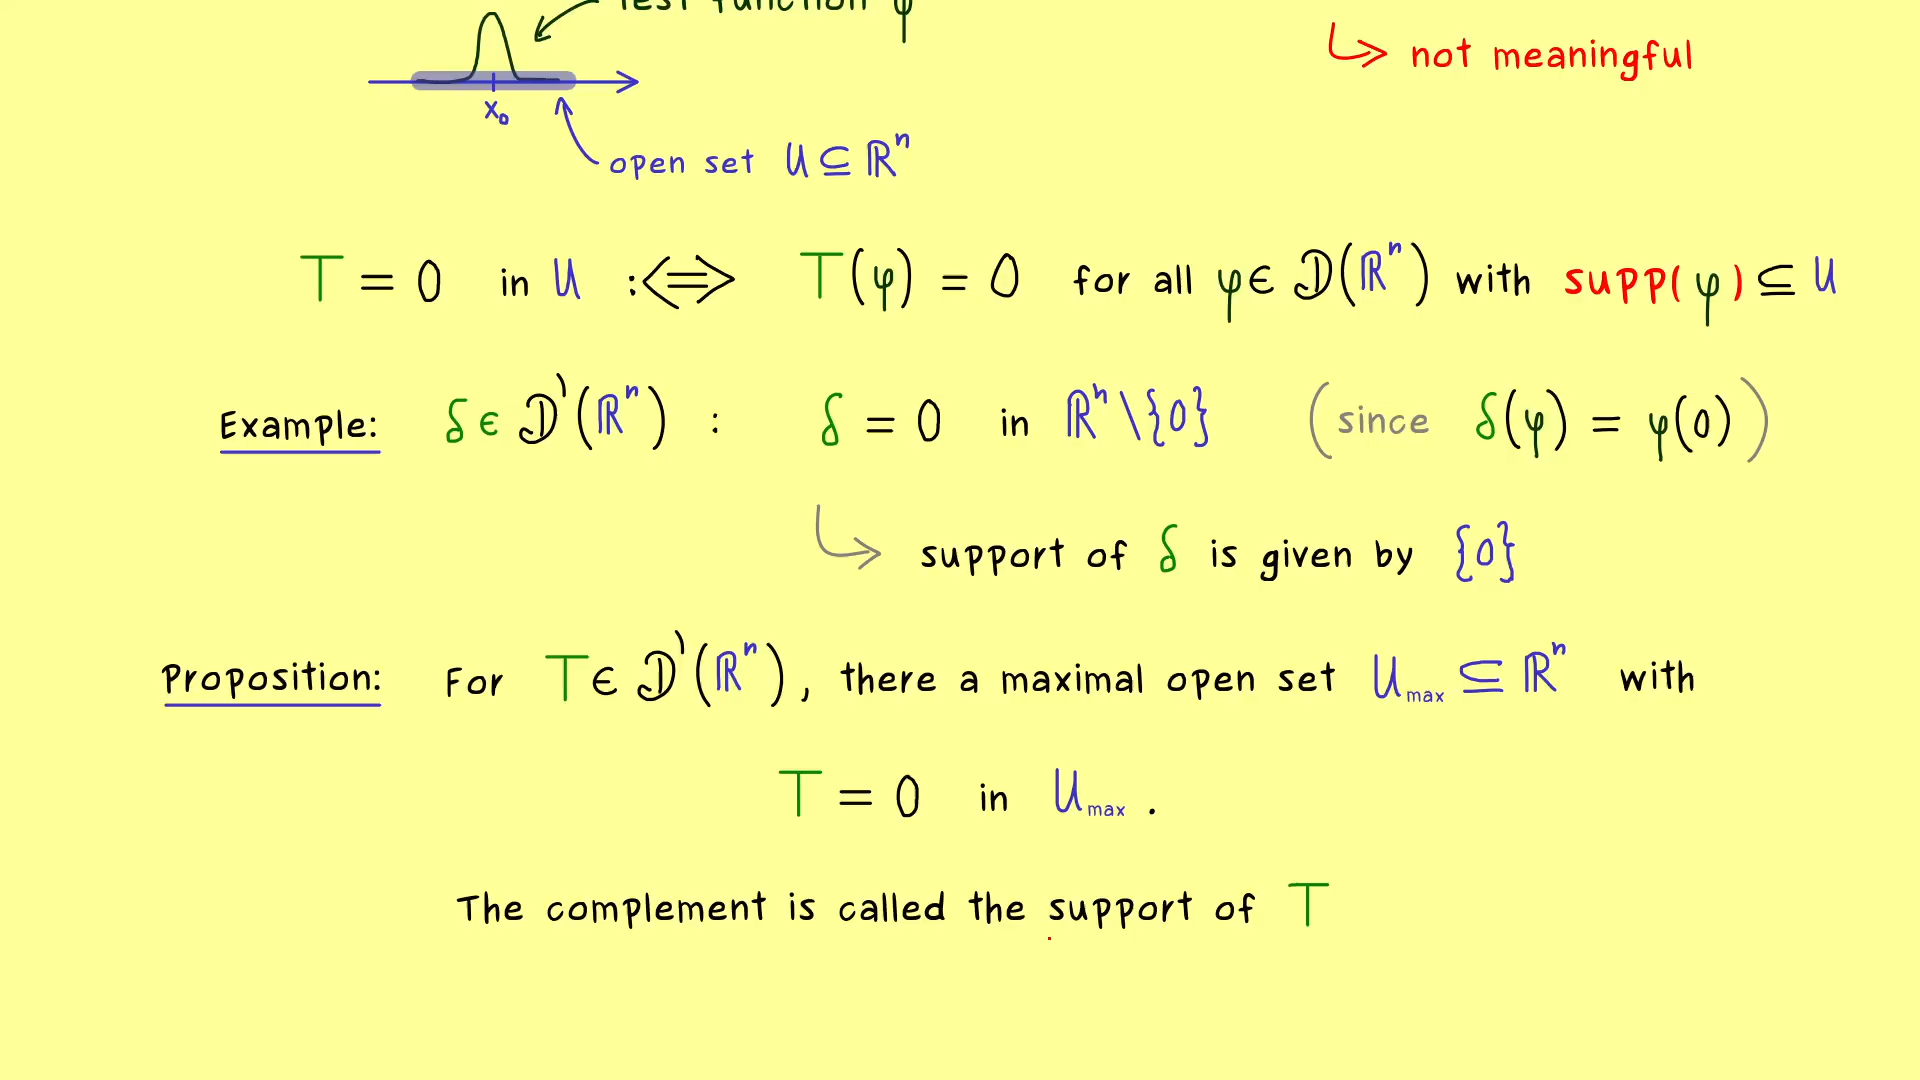 test function φ
not meaningful
x₀
open set U ⊆ ℝⁿ
T = 0 in U :⇔ T(φ) = 0 for all φ ∈ 𝒟(ℝⁿ) with supp(φ) ⊆ U
Example: δ ∈ 𝒟'(ℝⁿ) : δ = 0 in ℝⁿ \ {0} (since δ(φ) = φ(0))
support of δ is given by {0}
Proposition: For T ∈ 𝒟'(ℝⁿ), there a maximal open set U_max ⊆ ℝⁿ with
T = 0 in U_max .
The complement is called the support of T